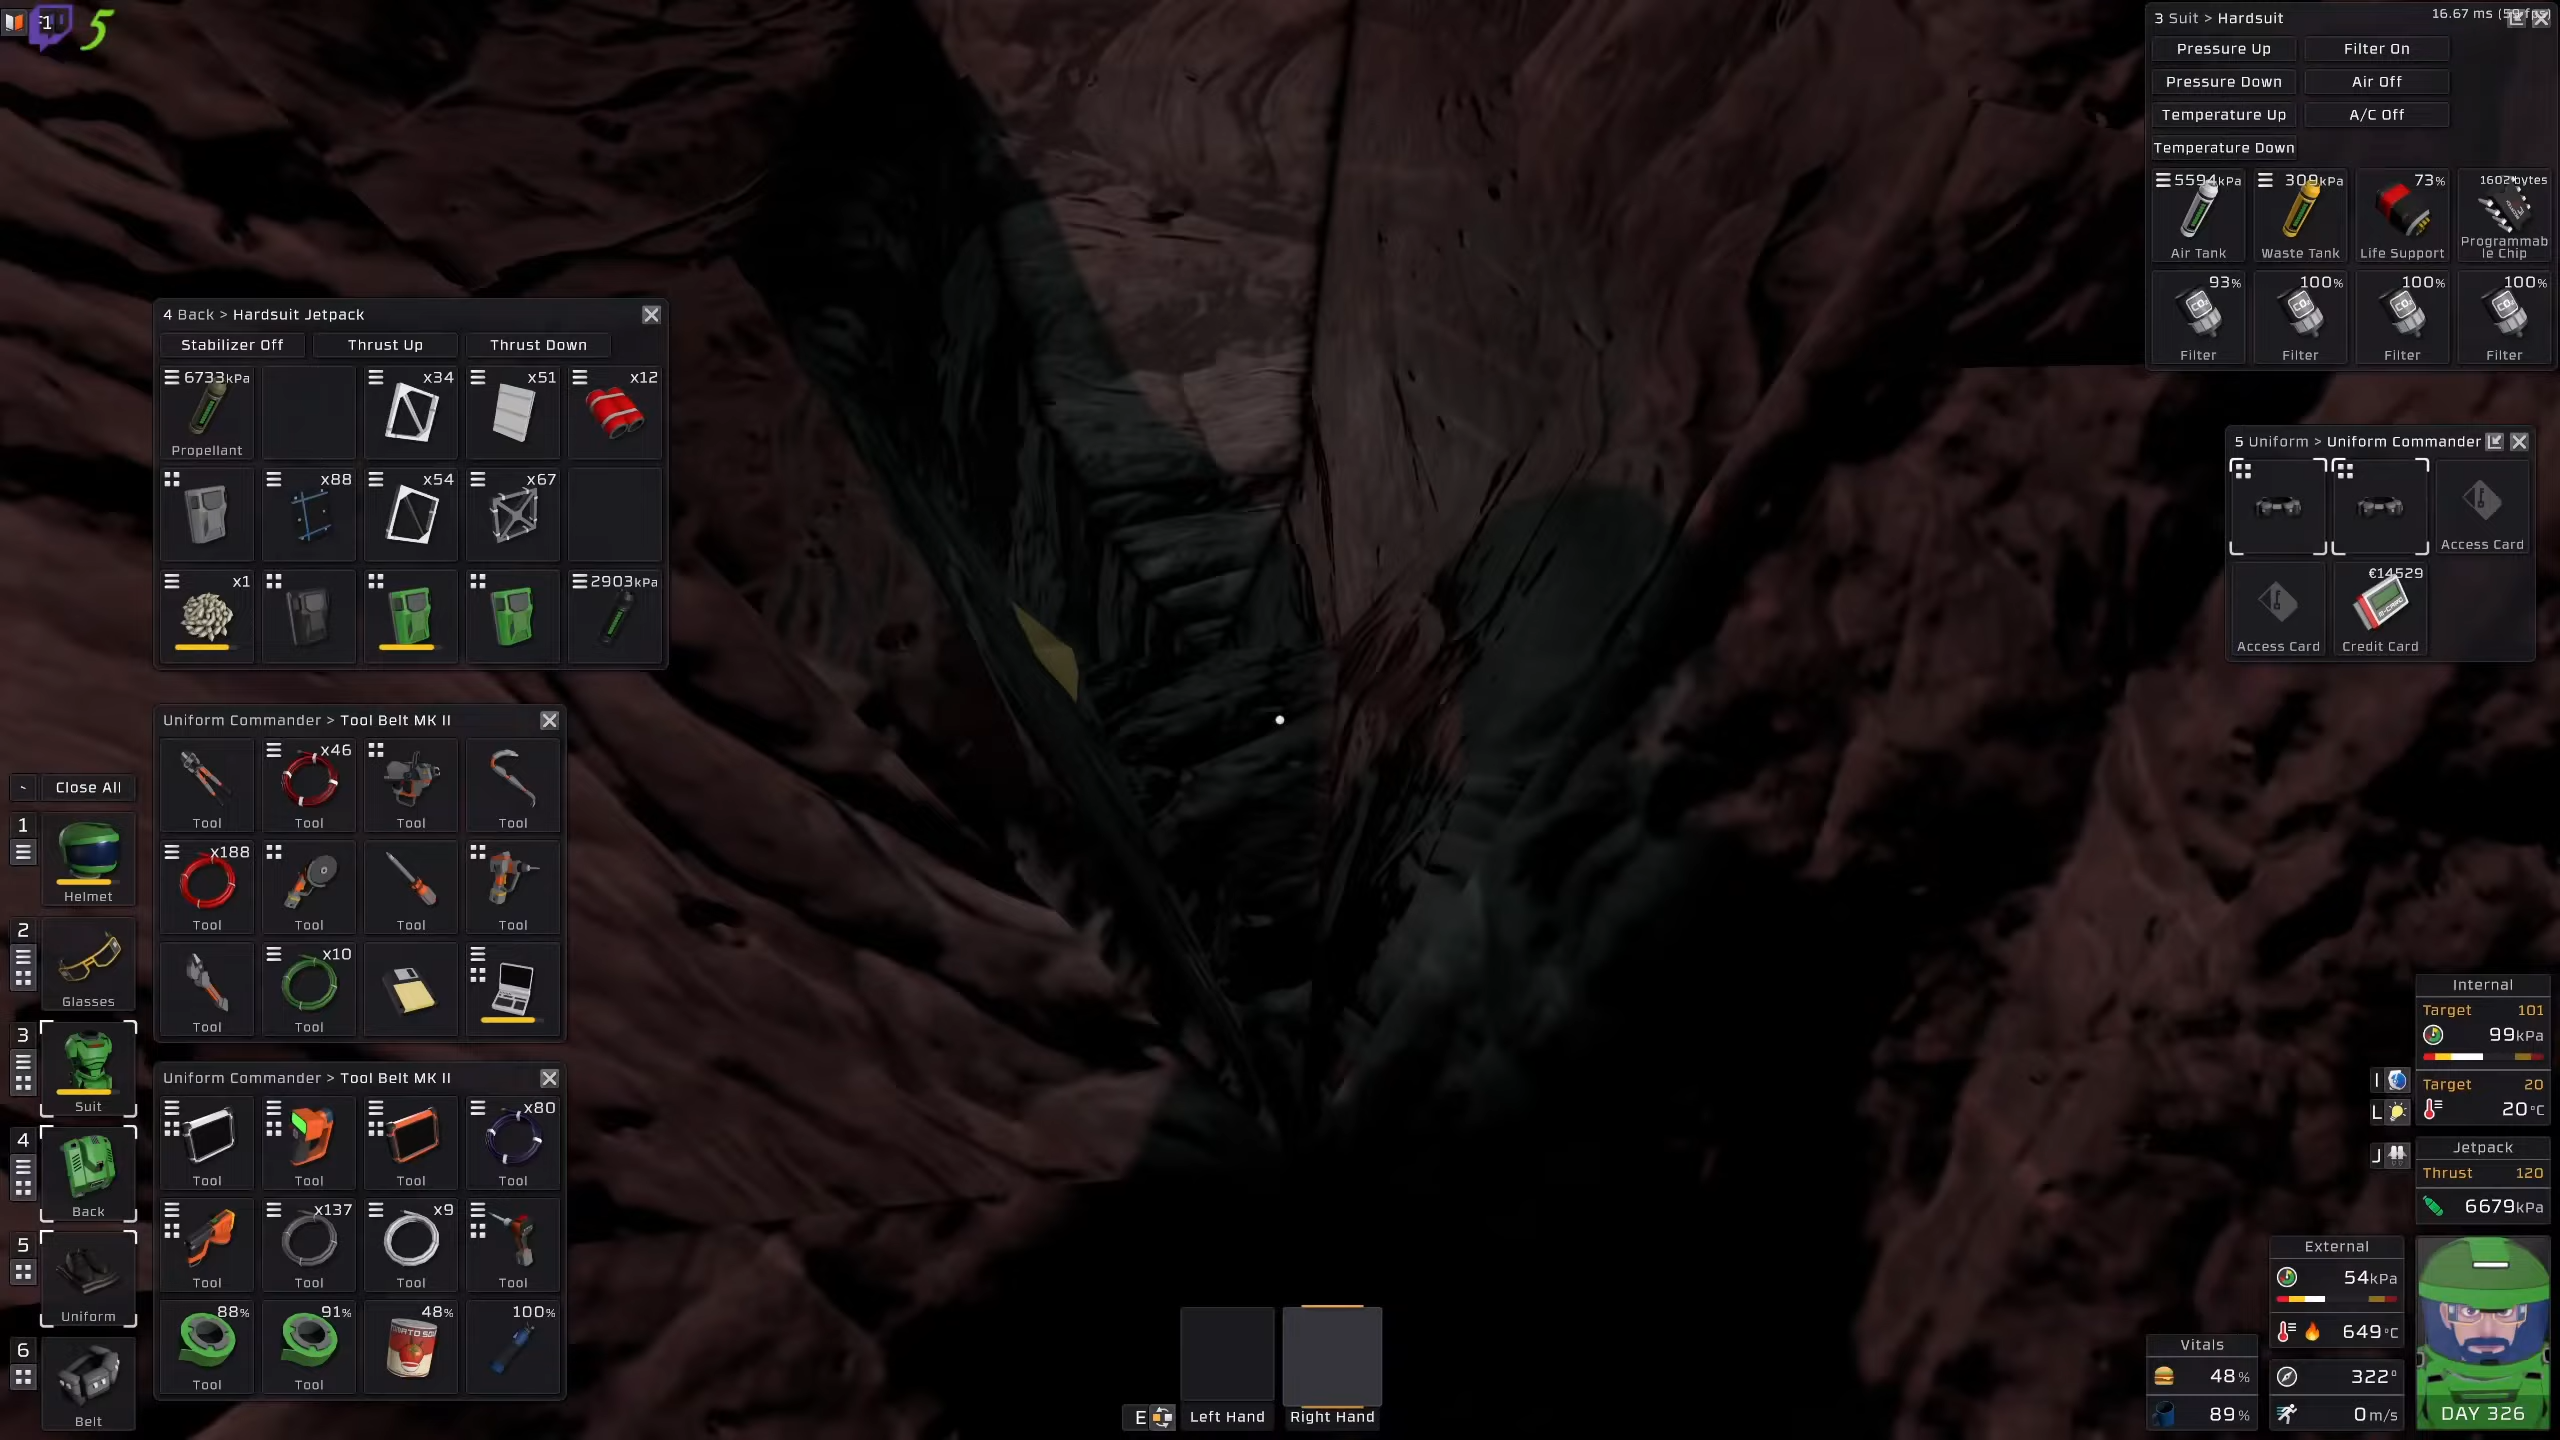 F1
5
16.67 ms
3 Suit > Hardsuit
Pressure Up
Filter On
Pressure Down
Air Off
Temperature Up
A/C Off
Temperature Down
5594kPa
309kPa
73%
1602 bytes
Air Tank
Waste Tank
Life Support
Programmab
le Chip
93%
100%
100%
100%
Filter
Filter
Filter
Filter
4 Back > Hardsuit Jetpack
Stabilizer Off
Thrust Up
Thrust Down
6733kPa
x34
x51
x12
Propellant
x88
x54
x67
x1
2903kPa
5 Uniform > Uniform Commander
Access Card
€14529
Access Card
Credit Card
Uniform Commander > Tool Belt MK II
x46
Tool
Tool
Tool
Tool
x188
Tool
Tool
Tool
Tool
x10
Tool
Tool
Uniform Commander > Tool Belt MK II
x80
Tool
Tool
Tool
Tool
x137
x9
Tool
Tool
Tool
Tool
88%
91%
48%
100%
TOMATO SOUP
Tool
Tool
Tool
Tool
~
Close All
1
Helmet
2
Glasses
3
Suit
4
Back
5
Uniform
6
Belt
E
Left Hand
Right Hand
Internal
Target 101
99kPa
Target 20
20°C
I
L
J
Jetpack
Thrust 120
6679kPa
External
54kPa
649°C
322°
0m/s
Vitals
48%
89%
DAY 326